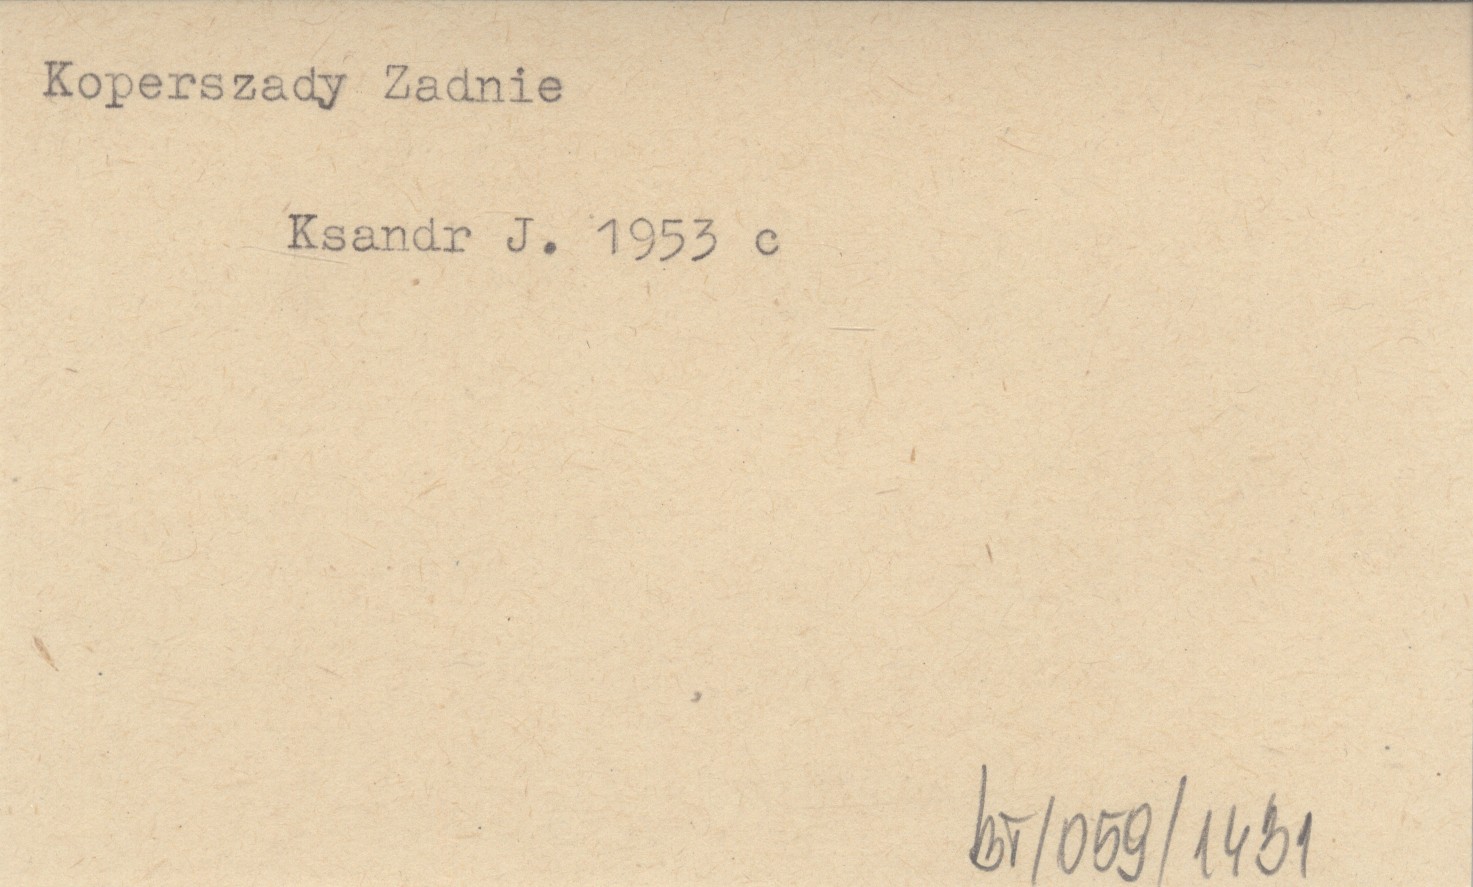 Koperszady Zadnie
Ksandr J. 1953 c
bT/059/1431